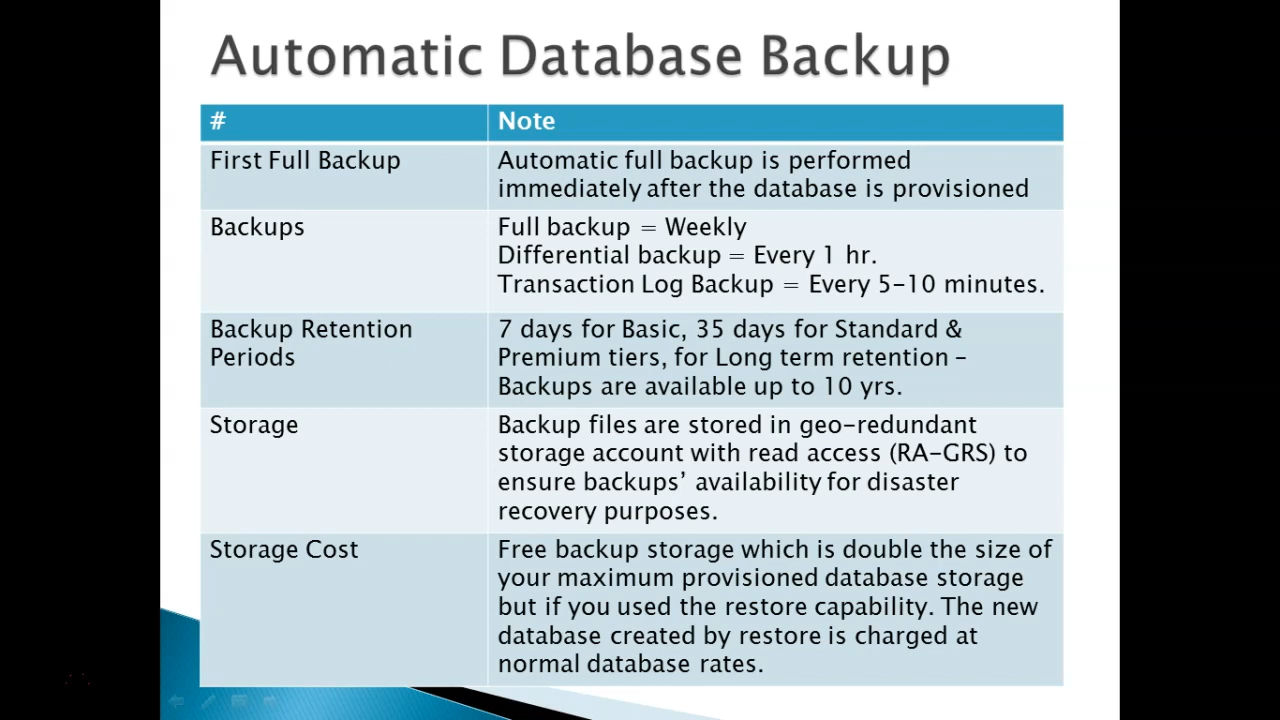 Automatic Database Backup
# Note
First Full Backup Automatic full backup is performed
immediately after the database is provisioned
Backups Full backup = Weekly
Differential backup = Every 1 hr.
Transaction Log Backup = Every 5-10 minutes.
Backup Retention 7 days for Basic, 35 days for Standard &
Periods Premium tiers, for Long term retention –
Backups are available up to 10 yrs.
Storage Backup files are stored in geo-redundant
storage account with read access (RA-GRS) to
ensure backups’ availability for disaster
recovery purposes.
Storage Cost Free backup storage which is double the size of
your maximum provisioned database storage
but if you used the restore capability. The new
database created by restore is charged at
normal database rates.